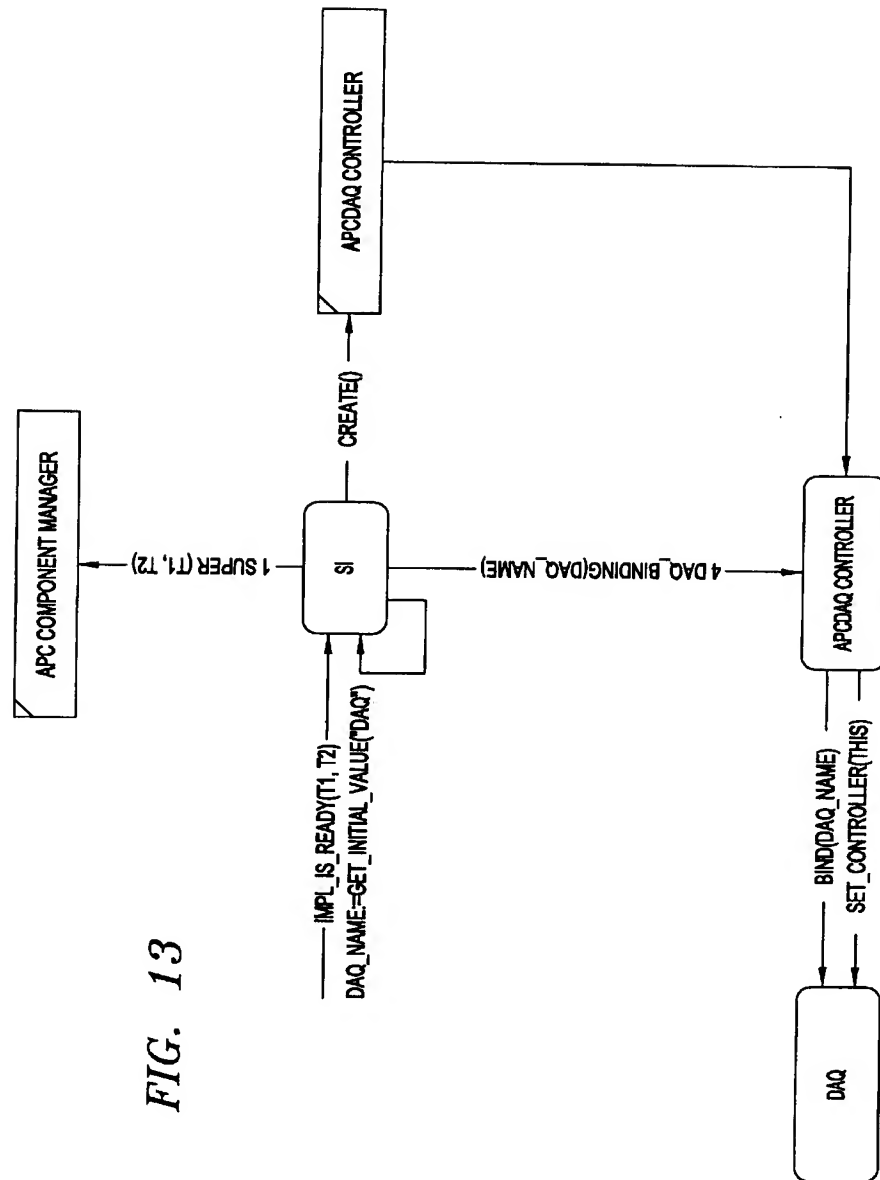 FIG. 13
APC COMPONENT MANAGER
1 SUPER (T1, T2)
IMPL_IS_READY(T1, T2)
DAQ_NAME:=GET_INITIAL_VALUE("DAQ")
SI
CREATE()
APCDAQ CONTROLLER
4 DAQ_BINDING(DAQ_NAME)
DAQ
BIND(DAQ_NAME)
SET_CONTROLLER(THIS)
APCDAQ CONTROLLER